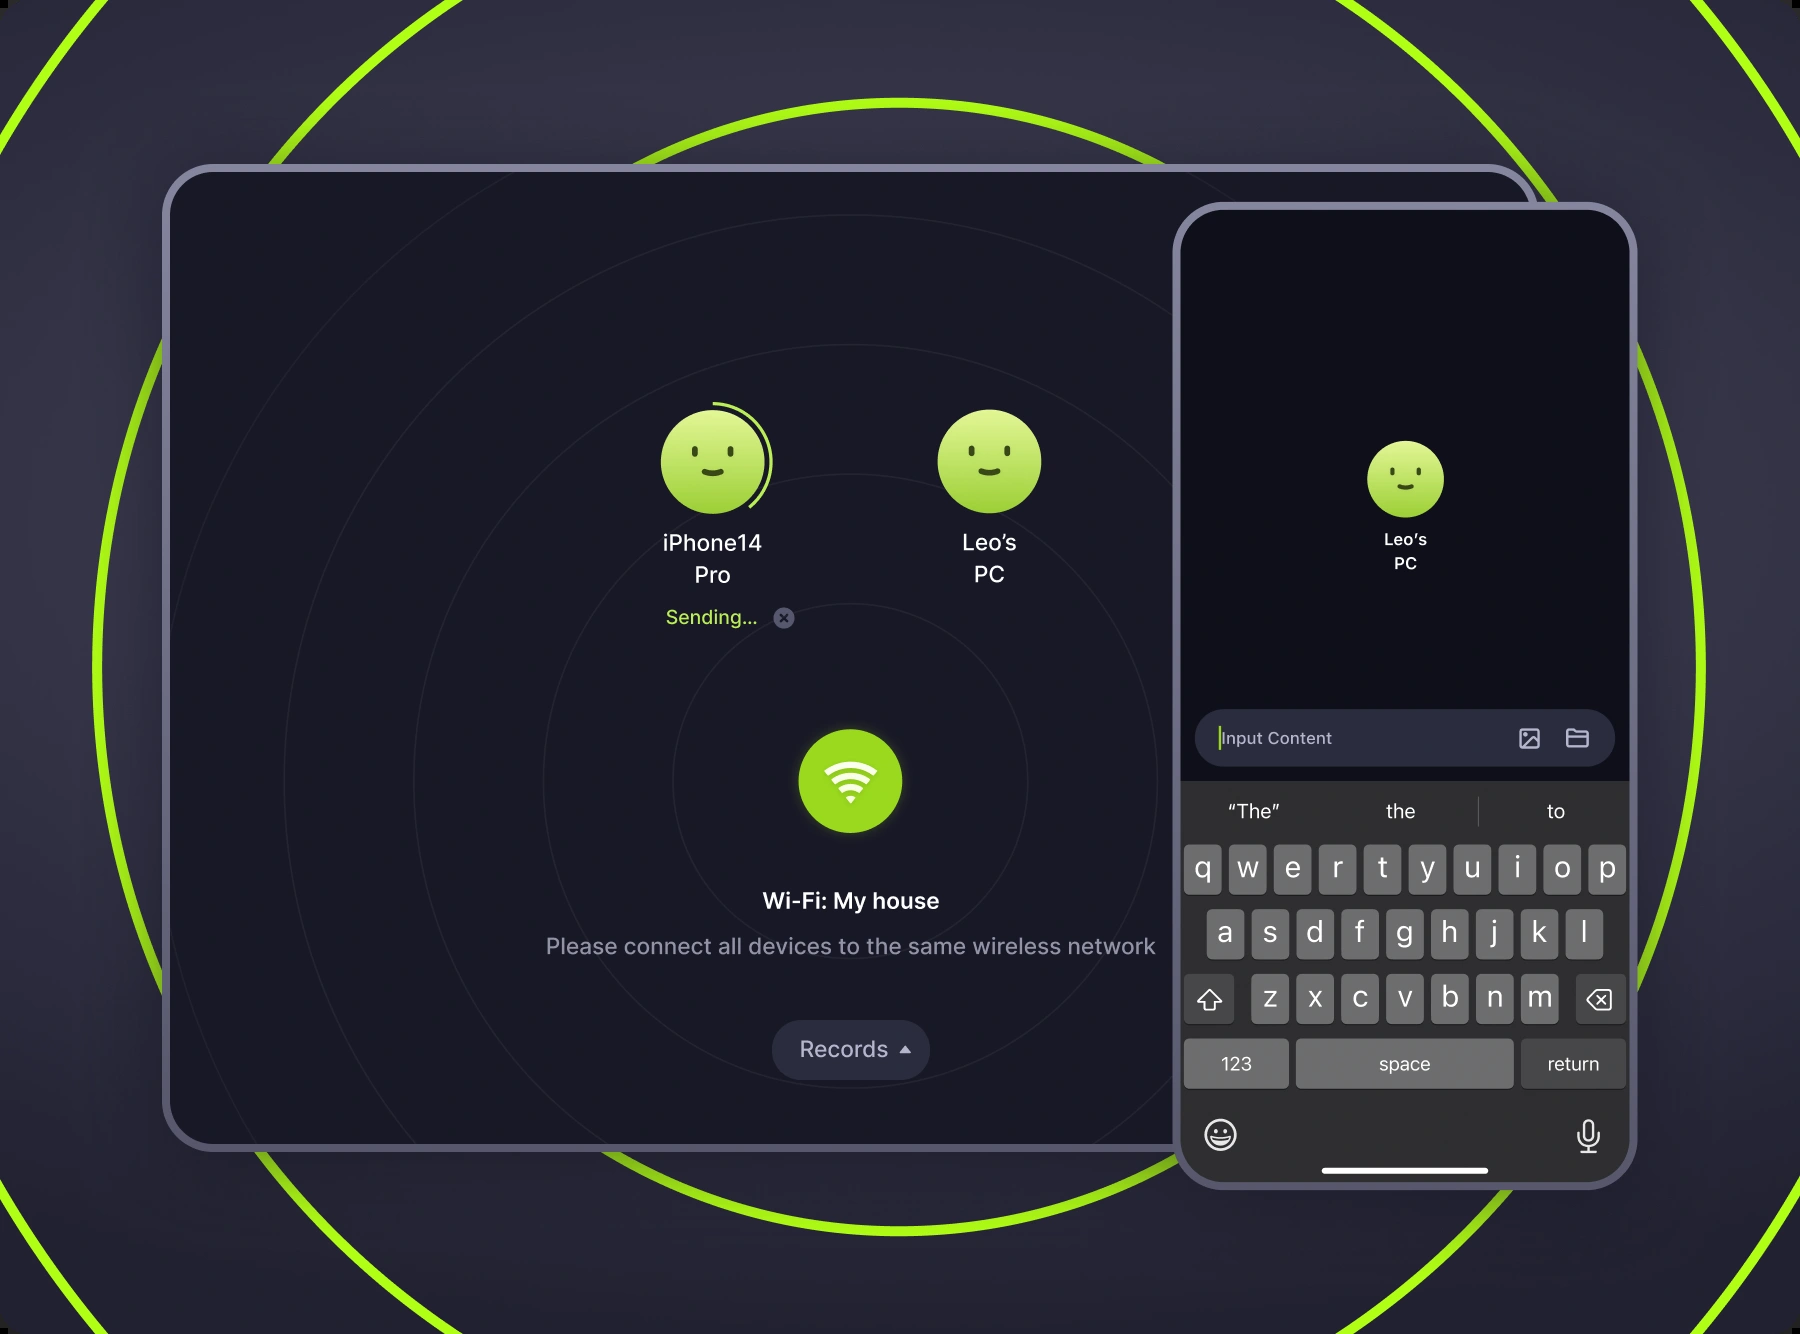 iPhone14
Pro
Sending...
Leo’s
PC
Wi-Fi: My house
Please connect all devices to the same wireless network
Records
Leo’s
PC
Input Content
“The” the to
q w e r t y u i o p
a s d f g h j k l
z x c v b n m
123 space return